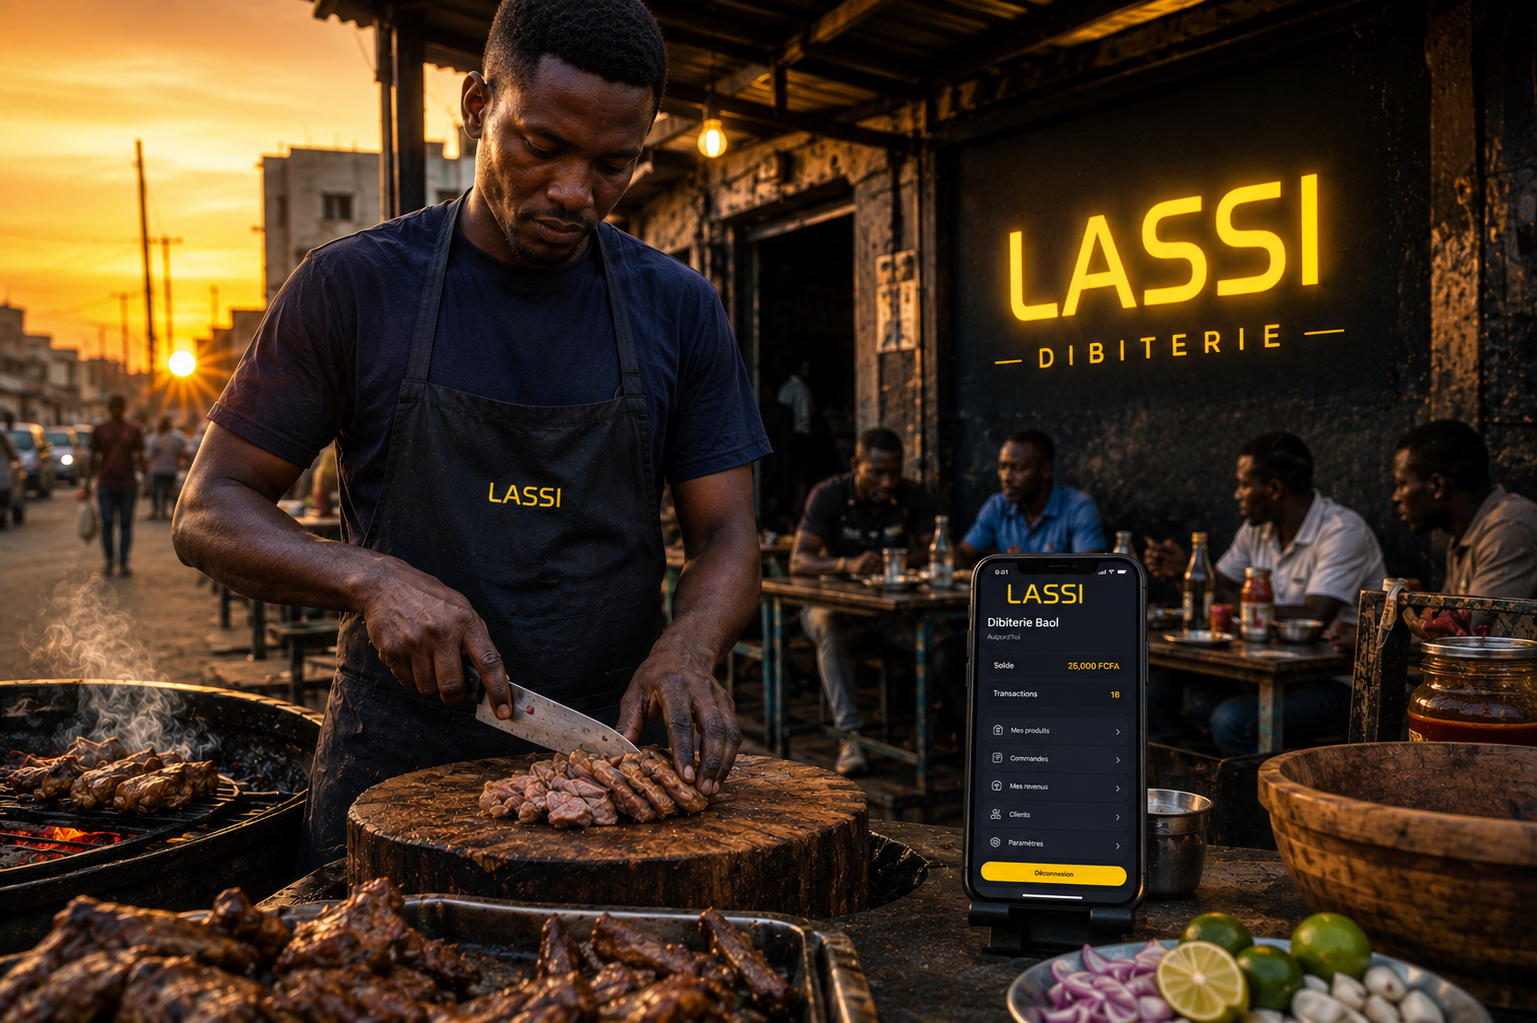 LASSI
DIBITERIE
LASSI
LASSI
Dibiterie Baol
Aujourd'hui
Solde 25,000 FCFA
Transactions 18
Mes produits
Commandes
Mes revenus
Clients
Paramètres
Déconnexion